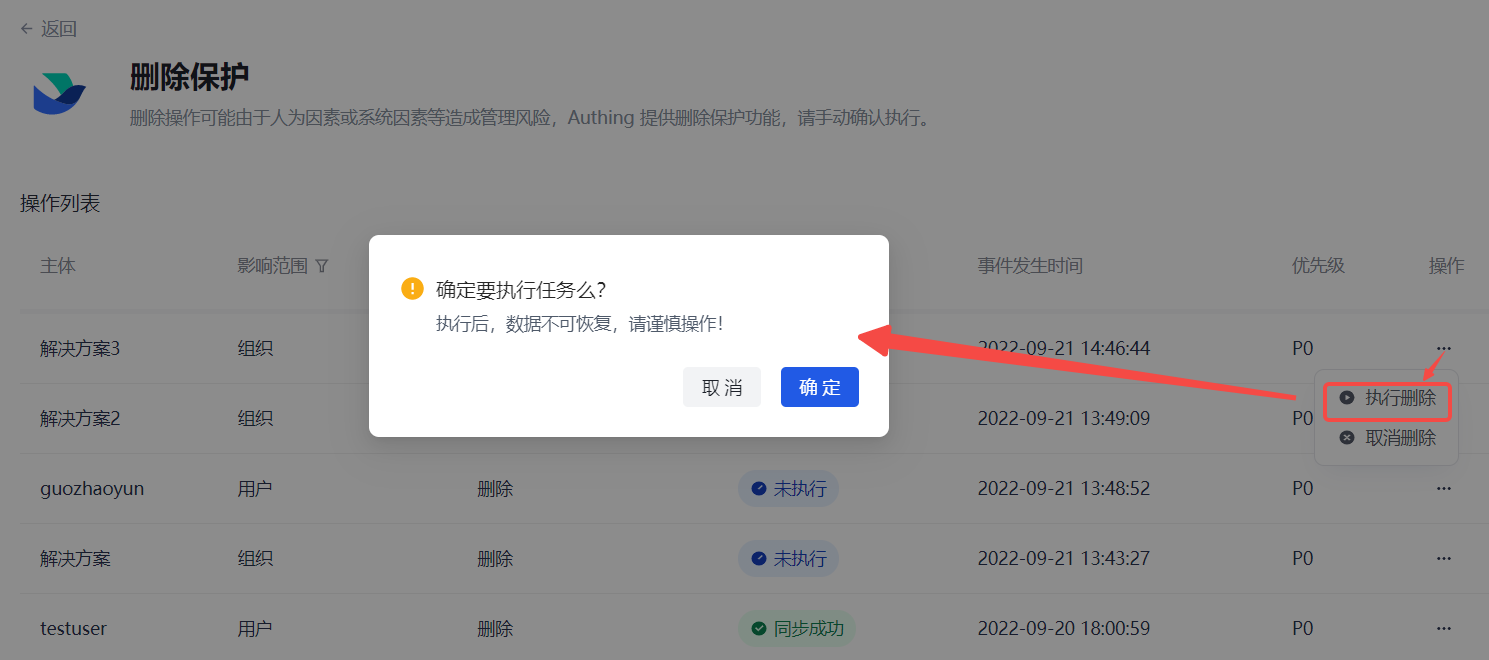 返回
删除保护
删除操作可能由于人为因素或系统因素等造成管理风险，Authing 提供删除保护功能，请手动确认执行。
操作列表
主体 影响范围 事件发生时间 优先级 操作
确定要执行任务么？
执行后，数据不可恢复，请谨慎操作！
取消 确定
解决方案3 组织 2022-09-21 14:46:44 P0 ...
执行删除
取消删除
解决方案2 组织 2022-09-21 13:49:09 P0
guozhaoyun 用户 删除 未执行 2022-09-21 13:48:52 P0 ...
解决方案 组织 删除 未执行 2022-09-21 13:43:27 P0 ...
testuser 用户 删除 同步成功 2022-09-20 18:00:59 P0 ...